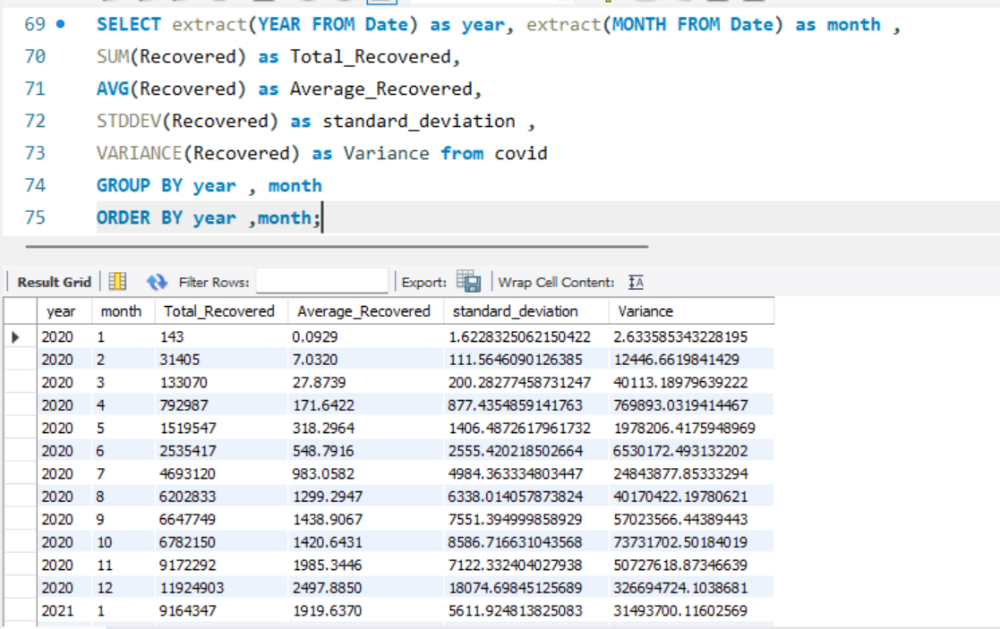 69 SELECT extract(YEAR FROM Date) as year, extract(MONTH FROM Date) as month ,
70 SUM(Recovered) as Total_Recovered,
71 AVG(Recovered) as Average_Recovered,
72 STDDEV(Recovered) as standard_deviation ,
73 VARIANCE(Recovered) as Variance from covid
74 GROUP BY year , month
75 ORDER BY year ,month;
Result Grid Filter Rows: Export: Wrap Cell Content: IA
year month Total_Recovered Average_Recovered standard_deviation Variance
2020 1 143 0.0929 1.6228325062150422 2.633585343228195
2020 2 31405 7.0320 111.5646090126385 12446.6619841429
2020 3 133070 27.8739 200.28277458731247 40113.18979639222
2020 4 792987 171.6422 877.4354859141763 769893.0319414467
2020 5 1519547 318.2964 1406.4872617961732 1978206.4175948969
2020 6 2535417 548.7916 2555.420218502664 6530172.493132202
2020 7 4693120 983.0582 4984.363334803447 24843877.85333294
2020 8 6202833 1299.2947 6338.014057873824 40170422.19780621
2020 9 6647749 1438.9067 7551.394999858929 57023566.44389443
2020 10 6782150 1420.6431 8586.716631043568 73731702.50184019
2020 11 9172292 1985.3446 7122.332404027938 50727618.87346639
2020 12 11924903 2497.8850 18074.69845125689 326694724.1038681
2021 1 9164347 1919.6370 5611.924813825083 31493700.11602569